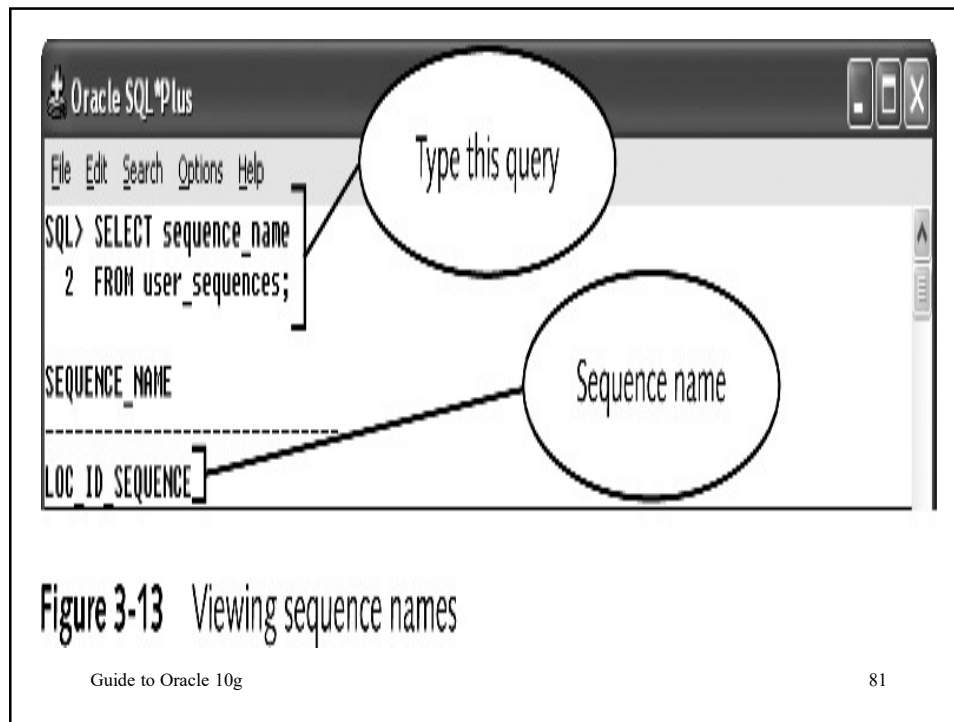 Oracle SQL*Plus
File Edit Search Options Help
Type this query
SQL> SELECT sequence_name
2 FROM user_sequences;
Sequence name
SEQUENCE_NAME
------------------------------
LOC_ID_SEQUENCE
Figure 3-13 Viewing sequence names
Guide to Oracle 10g
81